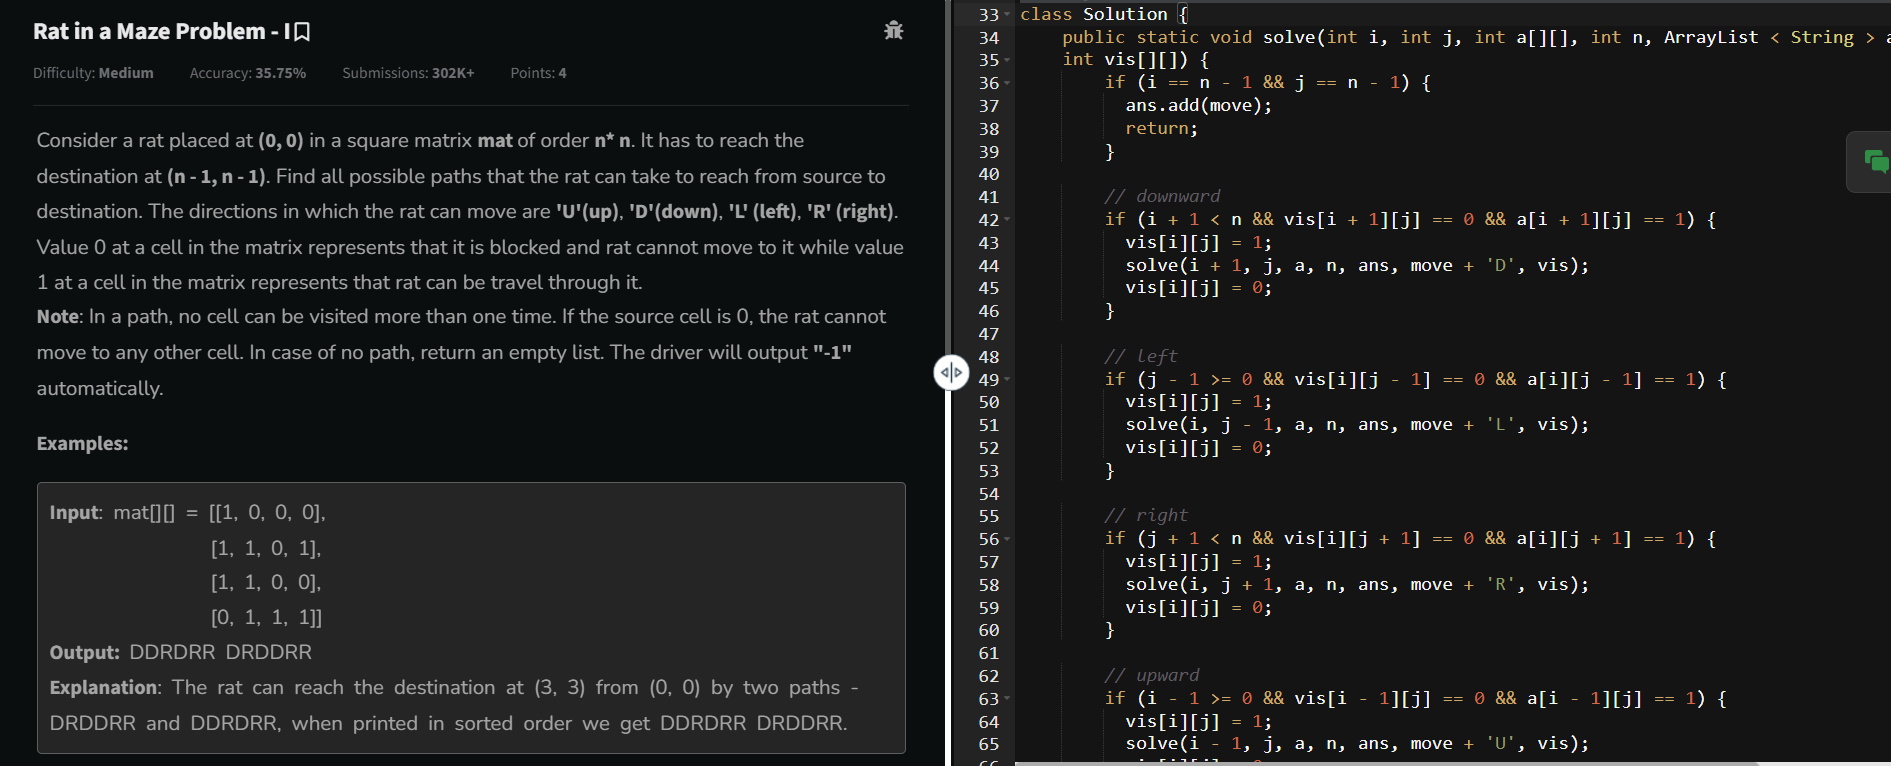 Rat in a Maze Problem - I
Difficulty: Medium Accuracy: 35.75% Submissions: 302K+ Points: 4
Consider a rat placed at (0, 0) in a square matrix mat of order n* n. It has to reach the
destination at (n - 1, n - 1). Find all possible paths that the rat can take to reach from source to
destination. The directions in which the rat can move are 'U'(up), 'D'(down), 'L' (left), 'R' (right).
Value 0 at a cell in the matrix represents that it is blocked and rat cannot move to it while value
1 at a cell in the matrix represents that rat can be travel through it.
Note: In a path, no cell can be visited more than one time. If the source cell is 0, the rat cannot
move to any other cell. In case of no path, return an empty list. The driver will output "-1"
automatically.
Examples:
Input: mat[][] = [[1, 0, 0, 0],
[1, 1, 0, 1],
[1, 1, 0, 0],
[0, 1, 1, 1]]
Output: DDRDRR DRDDRR
Explanation: The rat can reach the destination at (3, 3) from (0, 0) by two paths -
DRDDRR and DDRDRR, when printed in sorted order we get DDRDRR DRDDRR.
33 class Solution {
34 public static void solve(int i, int j, int a[][], int n, ArrayList < String > a
35 int vis[][]) {
36 if (i == n - 1 && j == n - 1) {
37 ans.add(move);
38 return;
39 }
40
41 // downward
42 if (i + 1 < n && vis[i + 1][j] == 0 && a[i + 1][j] == 1) {
43 vis[i][j] = 1;
44 solve(i + 1, j, a, n, ans, move + 'D', vis);
45 vis[i][j] = 0;
46 }
47
48 // left
49 if (j - 1 >= 0 && vis[i][j - 1] == 0 && a[i][j - 1] == 1) {
50 vis[i][j] = 1;
51 solve(i, j - 1, a, n, ans, move + 'L', vis);
52 vis[i][j] = 0;
53 }
54
55 // right
56 if (j + 1 < n && vis[i][j + 1] == 0 && a[i][j + 1] == 1) {
57 vis[i][j] = 1;
58 solve(i, j + 1, a, n, ans, move + 'R', vis);
59 vis[i][j] = 0;
60 }
61
62 // upward
63 if (i - 1 >= 0 && vis[i - 1][j] == 0 && a[i - 1][j] == 1) {
64 vis[i][j] = 1;
65 solve(i - 1, j, a, n, ans, move + 'U', vis);